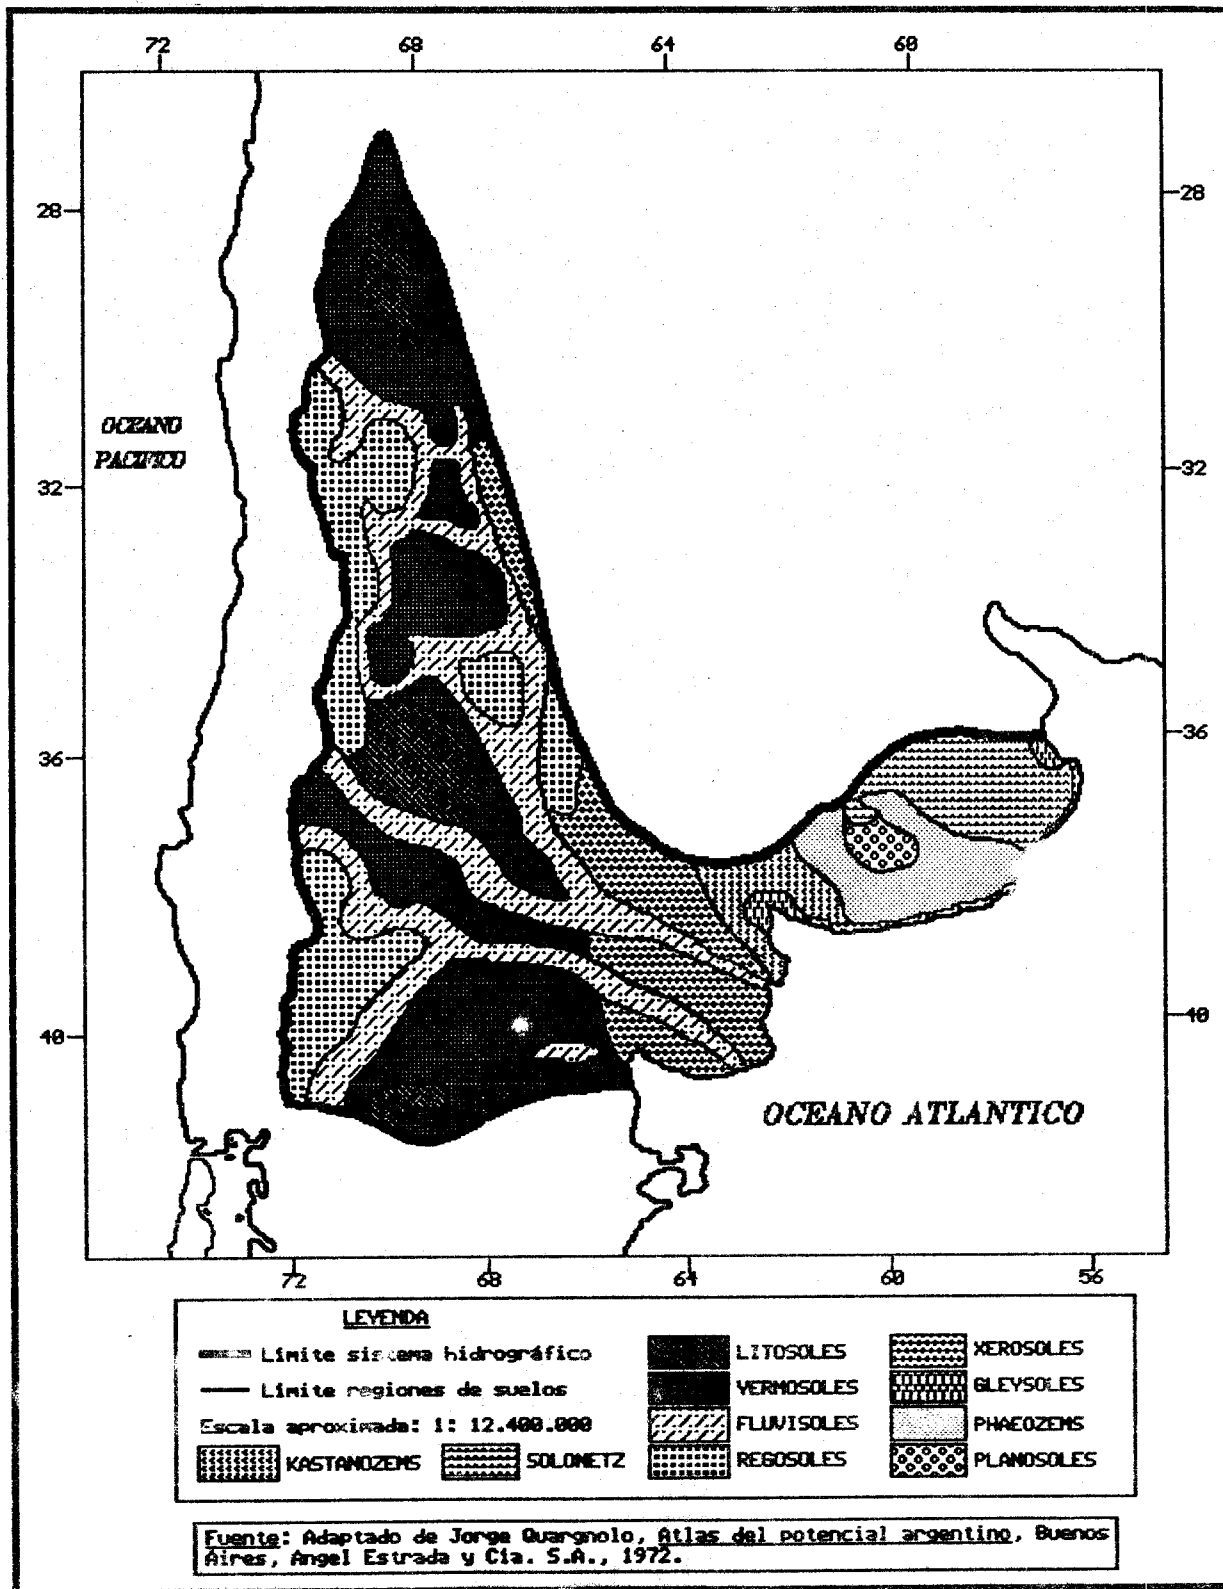 72 68 64 60
28 28
OCEANO
PACIFICO
32 32
36 36
40 40
OCEANO ATLANTICO
72 68 64 60 56
LEYENDA
Límite sistema hidrográfico
Límite regiones de suelos
Escala aproximada: 1: 12.400.000
KASTANOZEMS SOLONETZ
LITOSOLES XEROSOLES
YERMOSOLES GLEYSOLES
FLUVISOLES PHAEOZEMS
REGOSOLES PLANOSOLES
Fuente: Adaptado de Jorge Quargnolo, Atlas del potencial argentino, Buenos
Aires, Angel Estrada y Cia. S.A., 1972.